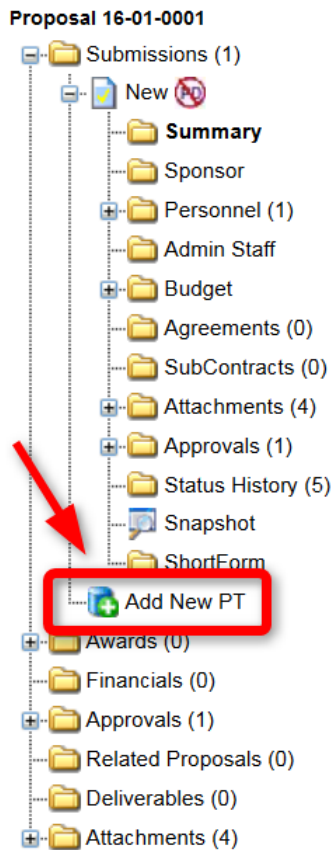 Proposal 16-01-0001
Submissions (1)
New PD
Summary
Sponsor
Personnel (1)
Admin Staff
Budget
Agreements (0)
SubContracts (0)
Attachments (4)
Approvals (1)
Status History (5)
Snapshot
ShortForm
Add New PT
Awards (0)
Financials (0)
Approvals (1)
Related Proposals (0)
Deliverables (0)
Attachments (4)